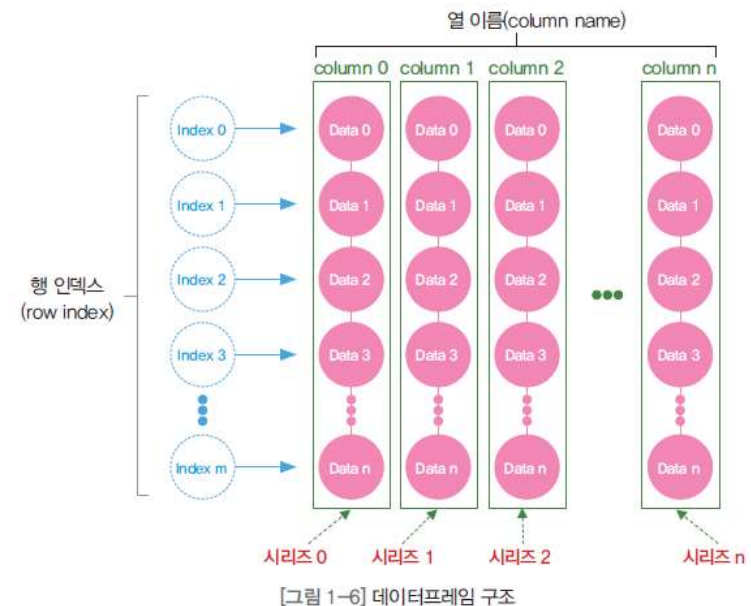 열 이름(column name)
column 0 column 1 column 2 column n
Index 0 Data 0 Data 0 Data 0 Data 0
Index 1 Data 1 Data 1 Data 1 Data 1
행 인덱스
(row index)
Index 2 Data 2 Data 2 Data 2 Data 2
Index 3 Data 3 Data 3 Data 3 Data 3
Index m Data n Data n Data n Data n
시리즈 0 시리즈 1 시리즈 2 시리즈 n
[그림 1-6] 데이터프레임 구조